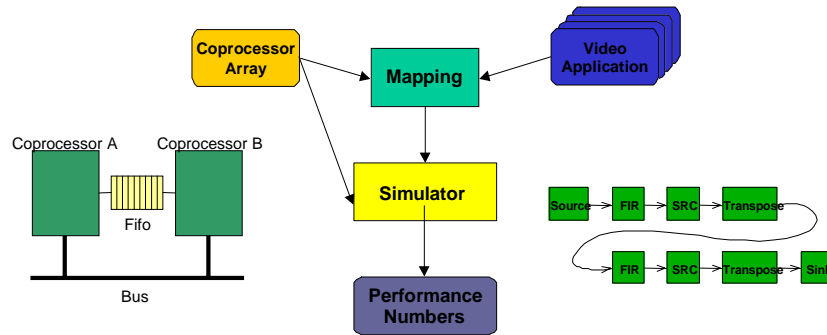 Coprocessor
Array
Mapping
Video
Application
Coprocessor A
Coprocessor B
Fifo
Bus
Simulator
Performance
Numbers
Source
FIR
SRC
Transpose
FIR
SRC
Transpose
Sink